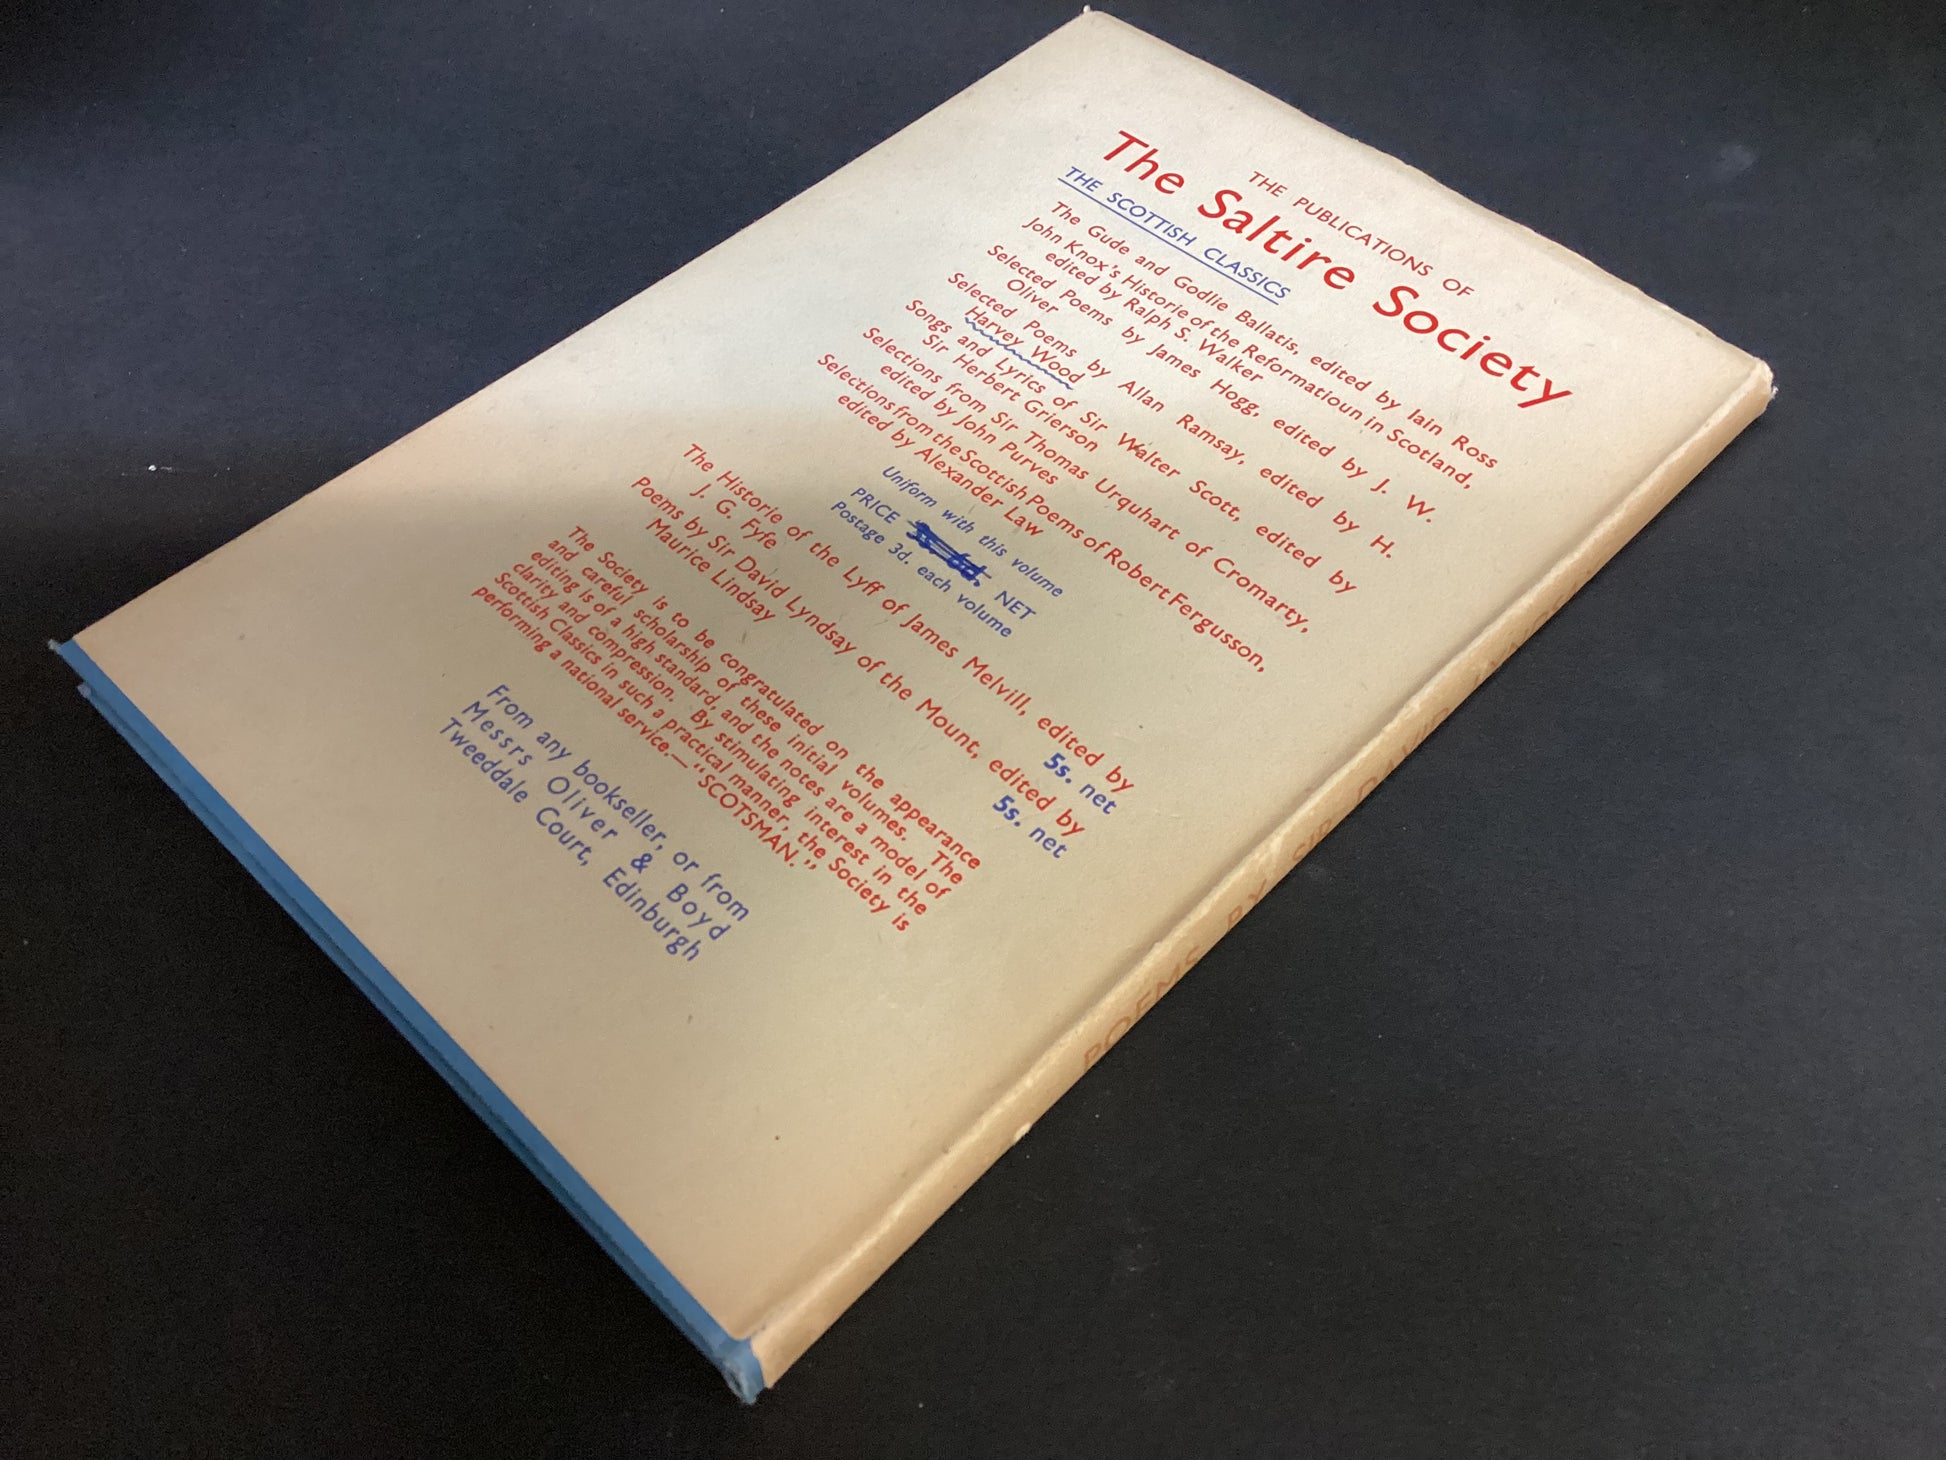 THE PUBLICATIONS OF
The Saltire Society
THE SCOTTISH CLASSICS
The Gude and Godlie Ballatis, edited by Iain Ross
John Knox's Historie of the Reformatioun in Scotland,
edited by Ralph S. Walker
Selected Poems by James Hogg, edited by J. W.
Oliver
Selected Poems by Allan Ramsay, edited by H.
Harvey Wood
Songs and Lyrics of Sir Walter Scott, edited by
Sir Herbert Grierson
Selections from Sir Thomas Urquhart of Cromarty,
edited by John Purves
Selections from the Scottish Poems of Robert Fergusson,
edited by Alexander Law
Uniform with this volume
PRICE NET
Postage 3d. each volume
The Historie of the Lyff of James Melvill, edited by
J. G. Fyfe 5s. net
Poems by Sir David Lyndsay of the Mount, edited by
Maurice Lindsay 5s. net
The Society is to be congratulated on the appearance
and careful scholarship of these initial volumes. The
editing is of a high standard, and the notes are a model of
clarity and compression. By stimulating interest in the
Scottish Classics in such a practical manner, the Society is
performing a national service.—"SCOTSMAN."
From any bookseller, or from
Messrs Oliver & Boyd
Tweeddale Court, Edinburgh
POEMS BY SIR DAVID